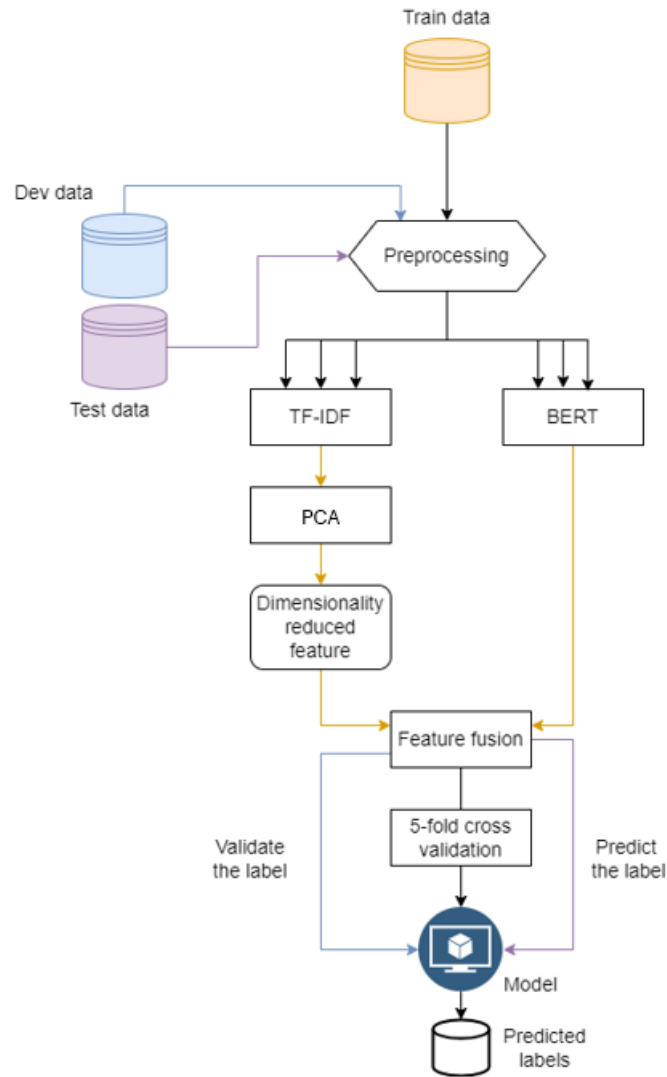 Train data
Dev data
Preprocessing
Test data
TF-IDF
BERT
PCA
Dimensionality
reduced
feature
Feature fusion
Validate
the label
5-fold cross
validation
Predict
the label
Model
Predicted
labels